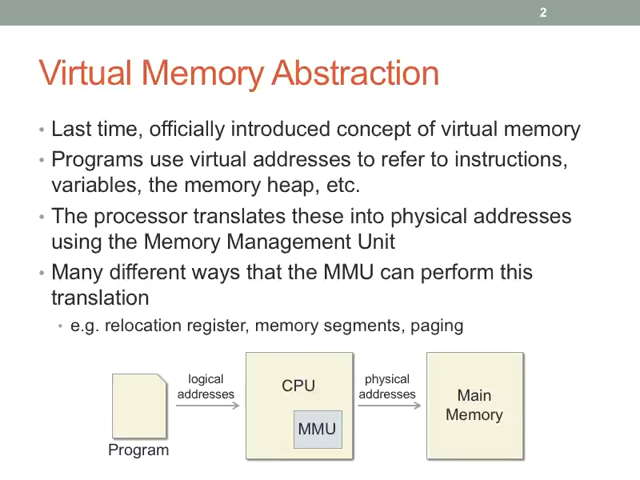 2
Virtual Memory Abstraction
• Last time, officially introduced concept of virtual memory
• Programs use virtual addresses to refer to instructions,
variables, the memory heap, etc.
• The processor translates these into physical addresses
using the Memory Management Unit
• Many different ways that the MMU can perform this
translation
• e.g. relocation register, memory segments, paging
logical
addresses
CPU
MMU
physical
addresses
Main
Memory
Program